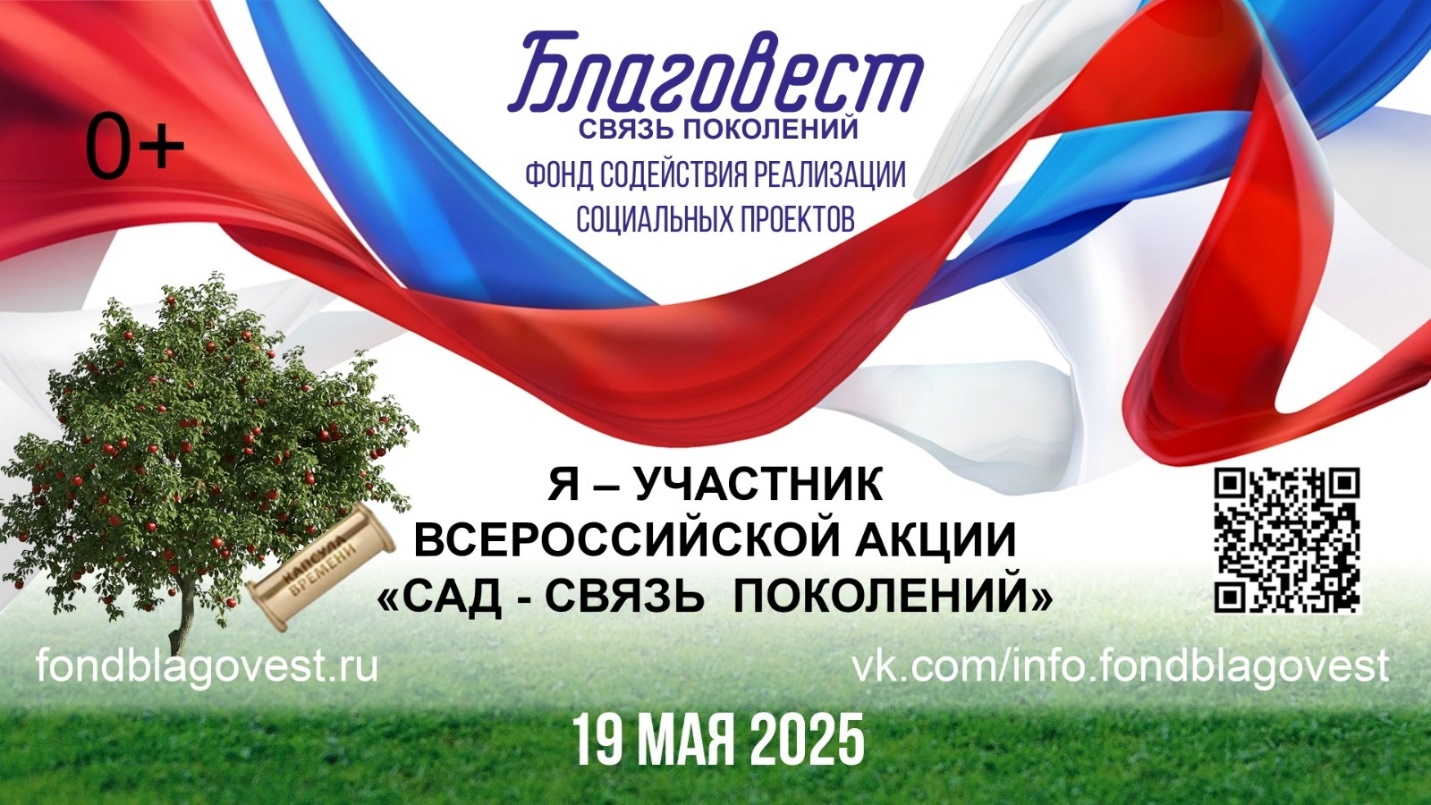 Благовест
СВЯЗЬ ПОКОЛЕНИЙ
ФОНД СОДЕЙСТВИЯ РЕАЛИЗАЦИИ
СОЦИАЛЬНЫХ ПРОЕКТОВ
0+
Я – УЧАСТНИК
ВСЕРОССИЙСКОЙ АКЦИИ
«САД - СВЯЗЬ ПОКОЛЕНИЙ»
КАПСУЛА
ВРЕМЕНИ
fondblagovest.ru
vk.com/info.fondblagovest
19 МАЯ 2025